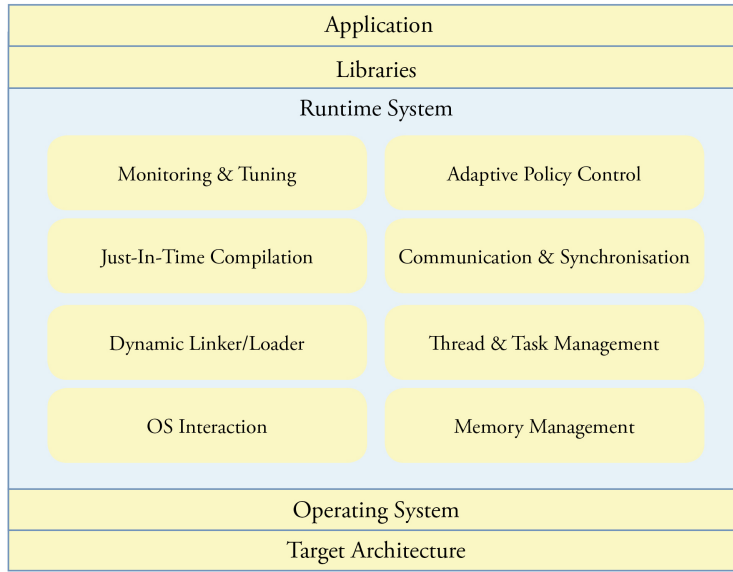 Application
Libraries
Runtime System
Monitoring & Tuning
Adaptive Policy Control
Just-In-Time Compilation
Communication & Synchronisation
Dynamic Linker/Loader
Thread & Task Management
OS Interaction
Memory Management
Operating System
Target Architecture